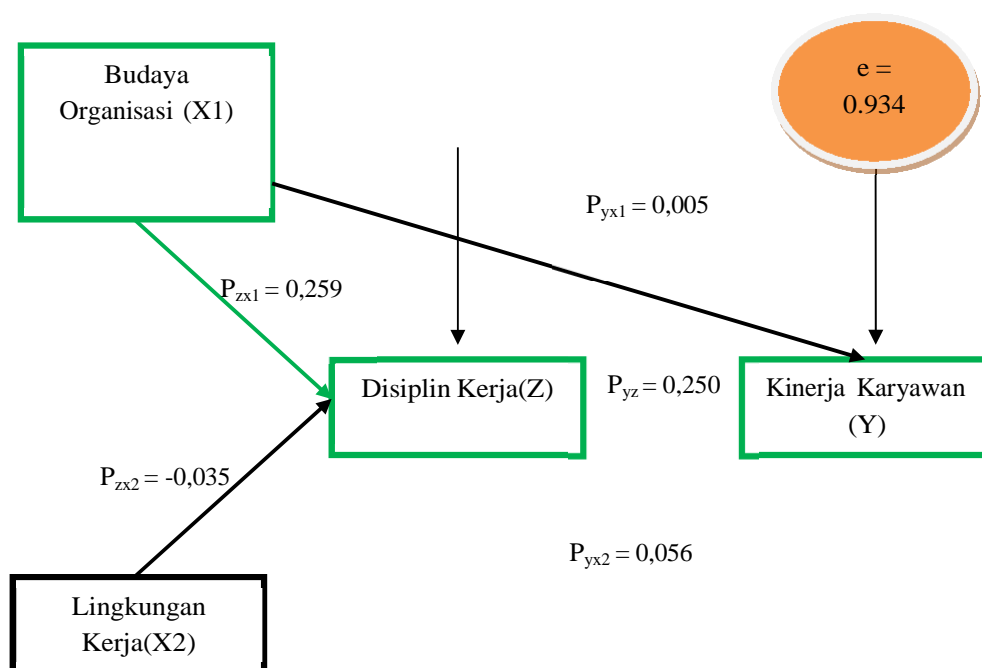 Budaya
Organisasi (X1)
e =
0.934
Pyx1 = 0,005
Pzx1 = 0,259
Disiplin Kerja(Z)
Pyz = 0,250
Kinerja Karyawan
(Y)
Pzx2 = -0,035
Pyx2 = 0,056
Lingkungan
Kerja(X2)